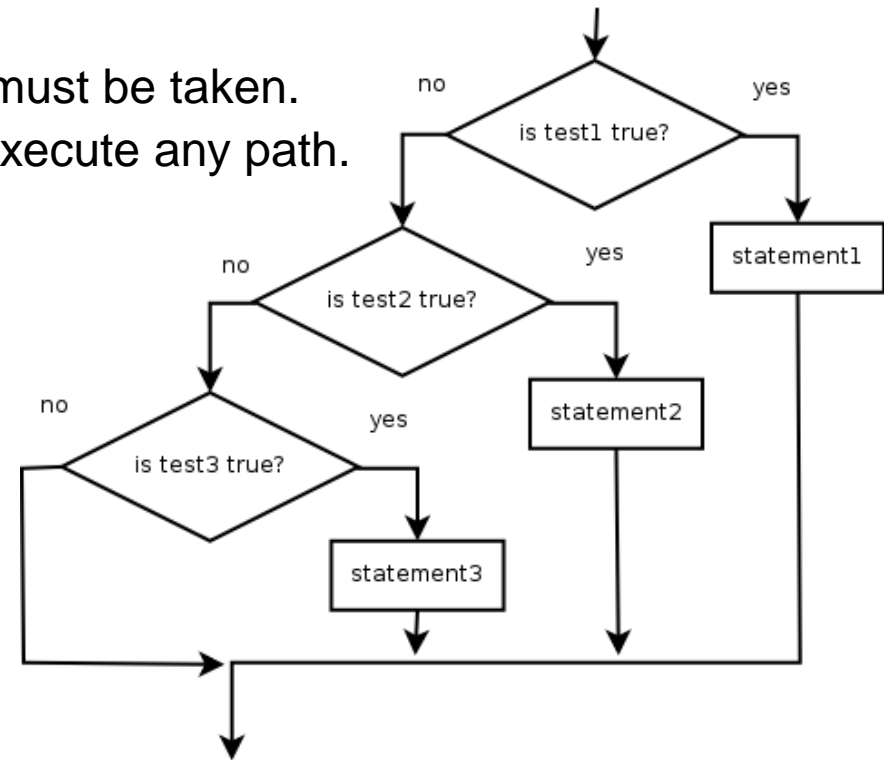 must be taken.
xecute any path.
no
yes
is test1 true?
no
yes
statement1
is test2 true?
no
yes
statement2
is test3 true?
statement3